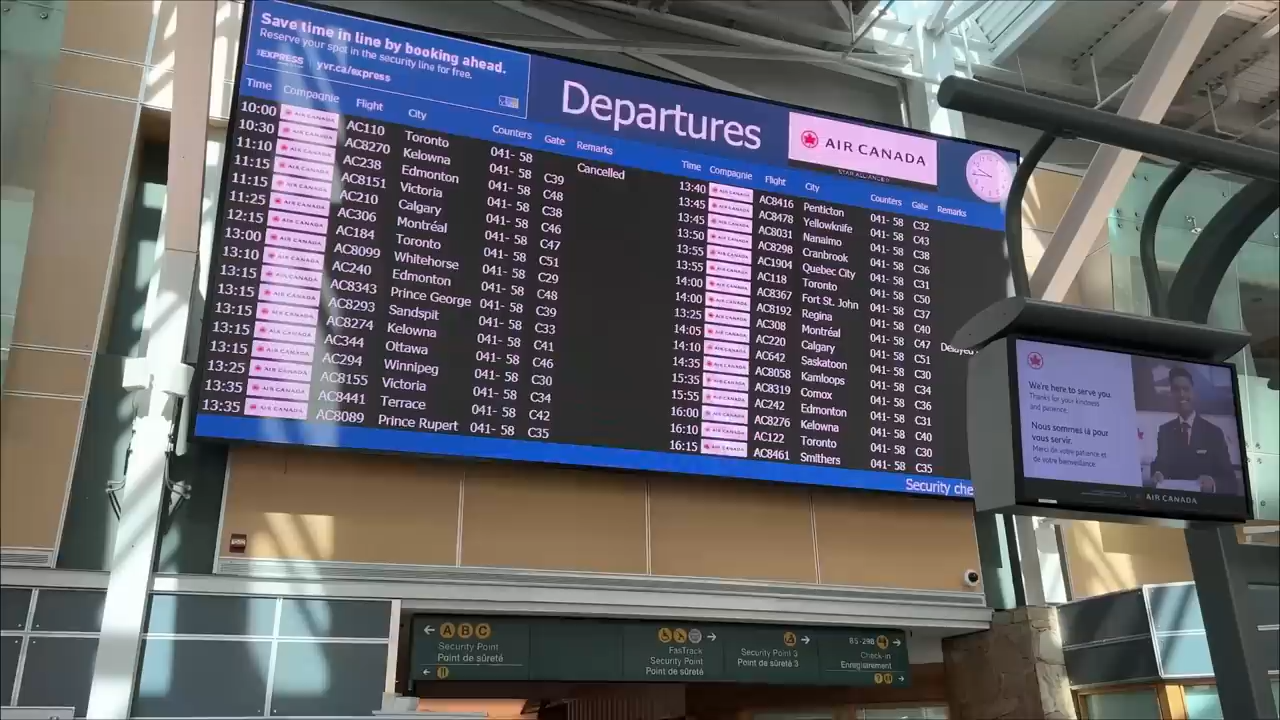 Save time in line by booking ahead.
Reserve your spot in the security line for free.
EXPRESS yvr.ca/express
Departures
AIR CANADA
STAR ALLIANCE
Time Compagnie Flight City Counters Gate Remarks
10:00 AIR CANADA AC110 Toronto 041- 58 Cancelled
10:30 AIR CANADA AC8270 Kelowna 041- 58 C39
11:10 AIR CANADA AC238 Edmonton 041- 58 C48
11:15 AIR CANADA AC8151 Victoria 041- 58 C38
11:15 AIR CANADA AC210 Calgary 041- 58 C46
11:25 AIR CANADA AC306 Montréal 041- 58 C47
12:15 AIR CANADA AC184 Toronto 041- 58 C51
13:00 AIR CANADA AC8099 Whitehorse 041- 58 C29
13:10 AIR CANADA AC240 Edmonton 041- 58 C48
13:15 AIR CANADA AC8343 Prince George 041- 58 C39
13:15 AIR CANADA AC8293 Sandspit 041- 58 C33
13:15 AIR CANADA AC8274 Kelowna 041- 58 C41
13:15 AIR CANADA AC344 Ottawa 041- 58 C46
13:15 AIR CANADA AC294 Winnipeg 041- 58 C30
13:25 AIR CANADA AC8155 Victoria 041- 58 C34
13:35 AIR CANADA AC8441 Terrace 041- 58 C42
13:35 AIR CANADA AC8089 Prince Rupert 041- 58 C35
Time Compagnie Flight City Counters Gate Remarks
13:40 AIR CANADA AC8416 Penticton 041- 58 C32
13:45 AIR CANADA AC8478 Yellowknife 041- 58 C43
13:45 AIR CANADA AC8031 Nanaimo 041- 58 C38
13:50 AIR CANADA AC8298 Cranbrook 041- 58 C36
13:55 AIR CANADA AC1904 Quebec City 041- 58 C31
13:55 AIR CANADA AC118 Toronto 041- 58 C50
14:00 AIR CANADA AC8367 Fort St. John 041- 58 C37
14:00 AIR CANADA AC8192 Regina 041- 58 C40
13:25 AIR CANADA AC308 Montréal 041- 58 C47 Delayed
14:05 AIR CANADA AC220 Calgary 041- 58 C51
14:10 AIR CANADA AC642 Saskatoon 041- 58 C30
14:35 AIR CANADA AC8058 Kamloops 041- 58 C34
15:35 AIR CANADA AC8319 Comox 041- 58 C36
15:55 AIR CANADA AC242 Edmonton 041- 58 C31
16:00 AIR CANADA AC8276 Kelowna 041- 58 C40
16:10 AIR CANADA AC122 Toronto 041- 58 C30
16:15 AIR CANADA AC8461 Smithers 041- 58 C35
Security che
We're here to serve you.
Thanks for your kindness
and patience.
Nous sommes là pour
vous servir.
Merci de votre patience et
de votre bienveillance.
AIR CANADA
← A B C
Security Point
Point de sûreté
FasTrack
Security Point
Point de sûreté
Security Point 3
Point de sûreté 3
85-298
Check-in
Enregistrement